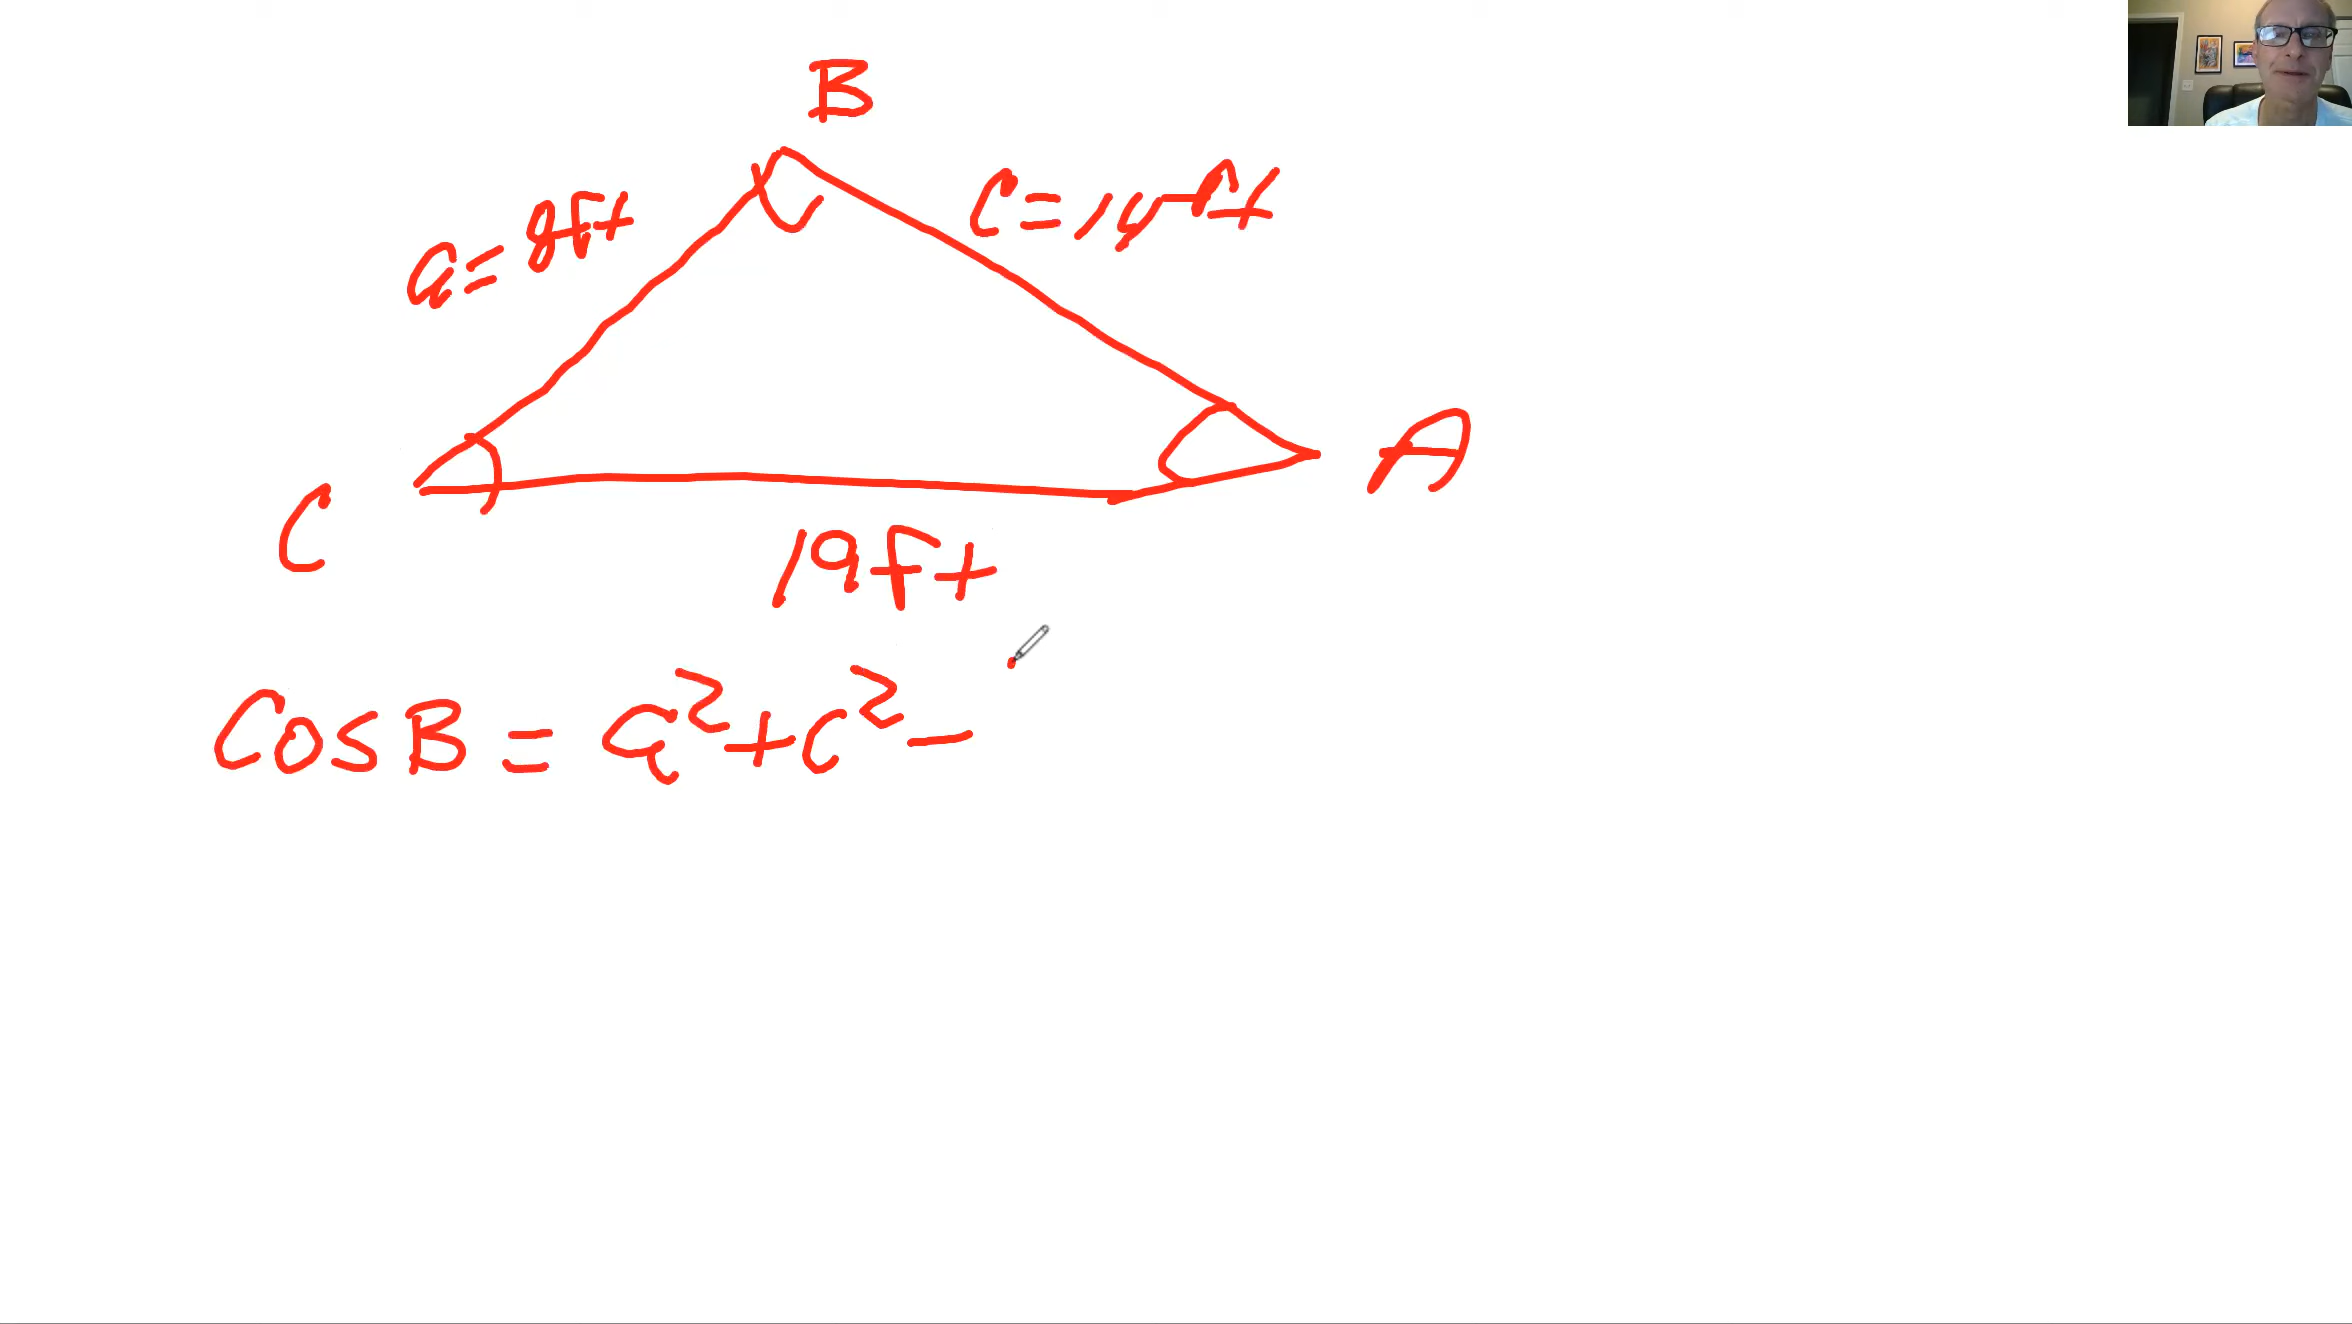 B
a = 8ft
c = 14 ft
A
C
19ft
Cos B = a² + c² -